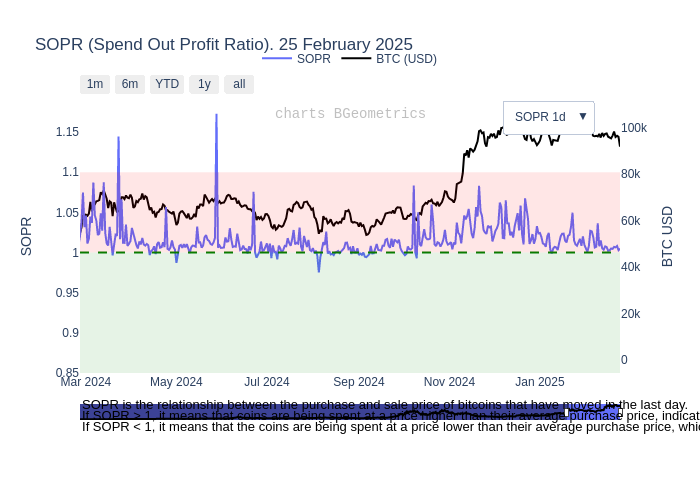 SOPR (Spend Out Profit Ratio). 25 February 2025
SOPR BTC (USD)
1m 6m YTD 1y all
charts BGeometrics
SOPR 1d ▼
1.15
1.1
1.05
1
0.95
0.9
0.85
SOPR
100k
80k
60k
40k
20k
0
BTC USD
Mar 2024 May 2024 Jul 2024 Sep 2024 Nov 2024 Jan 2025
SOPR is the relationship between the purchase and sale price of bitcoins that have moved in the last day.
If SOPR > 1, it means that coins are being spent at a price higher than their average purchase price, indicat
If SOPR < 1, it means that the coins are being spent at a price lower than their average purchase price, whic